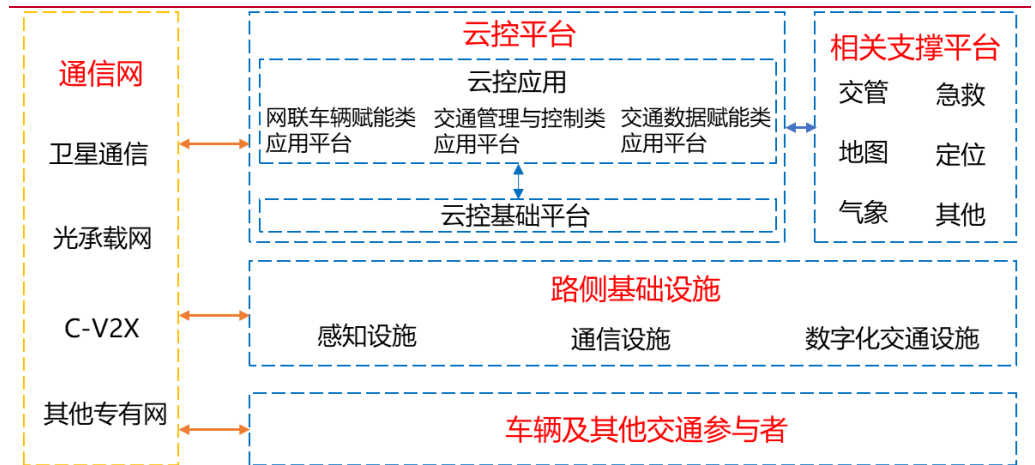 通信网
卫星通信
光承载网
C-V2X
其他专有网
云控平台
云控应用
网联车辆赋能类
应用平台
交通管理与控制类
应用平台
交通数据赋能类
应用平台
云控基础平台
相关支撑平台
交管 急救
地图 定位
气象 其他
路侧基础设施
感知设施 通信设施 数字化交通设施
车辆及其他交通参与者